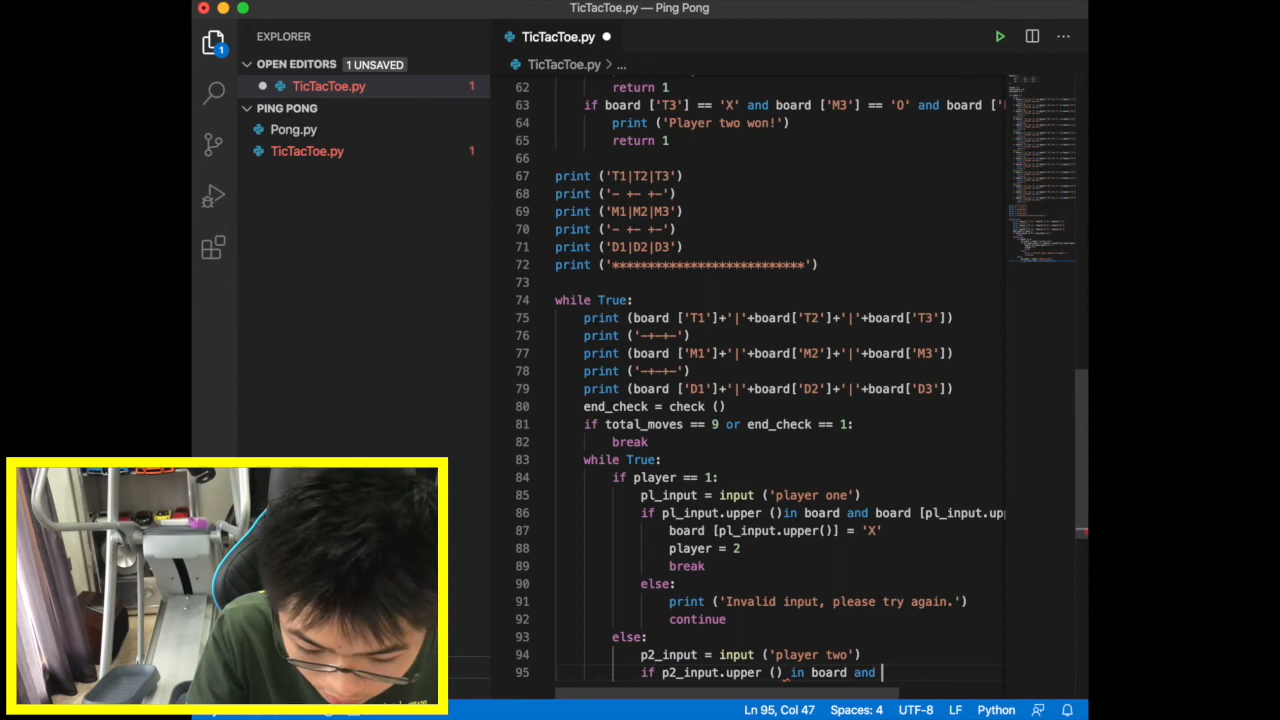 TicTacToe.py — Ping Pong
EXPLORER
TicTacToe.py
OPEN EDITORS 1 UNSAVED
TicTacToe.py > ...
TicTacToe.py 1
PING PONG
Pong.py
TicTacToe.py 1
1
62 return 1
63 if board ['T3'] == 'X' and board ['M3'] == 'O' and board ['
64 print ('Player two won!')
65 return 1
66
67 print ('T1|T2|T3')
68 print ('- +- +-')
69 print ('M1|M2|M3')
70 print ('- +- +-')
71 print ('D1|D2|D3')
72 print ('***************************')
73
74 while True:
75 print (board ['T1']+'|'+board['T2']+'|'+board['T3'])
76 print ('-+-+-')
77 print (board ['M1']+'|'+board['M2']+'|'+board['M3'])
78 print ('-+-+-')
79 print (board ['D1']+'|'+board['D2']+'|'+board['D3'])
80 end_check = check ()
81 if total_moves == 9 or end_check == 1:
82 break
83 while True:
84 if player == 1:
85 pl_input = input ('player one')
86 if pl_input.upper ()in board and board [pl_input.up
87 board [pl_input.upper()] = 'X'
88 player = 2
89 break
90 else:
91 print ('Invalid input, please try again.')
92 continue
93 else:
94 p2_input = input ('player two')
95 if p2_input.upper () in board and
Ln 95, Col 47 Spaces: 4 UTF-8 LF Python